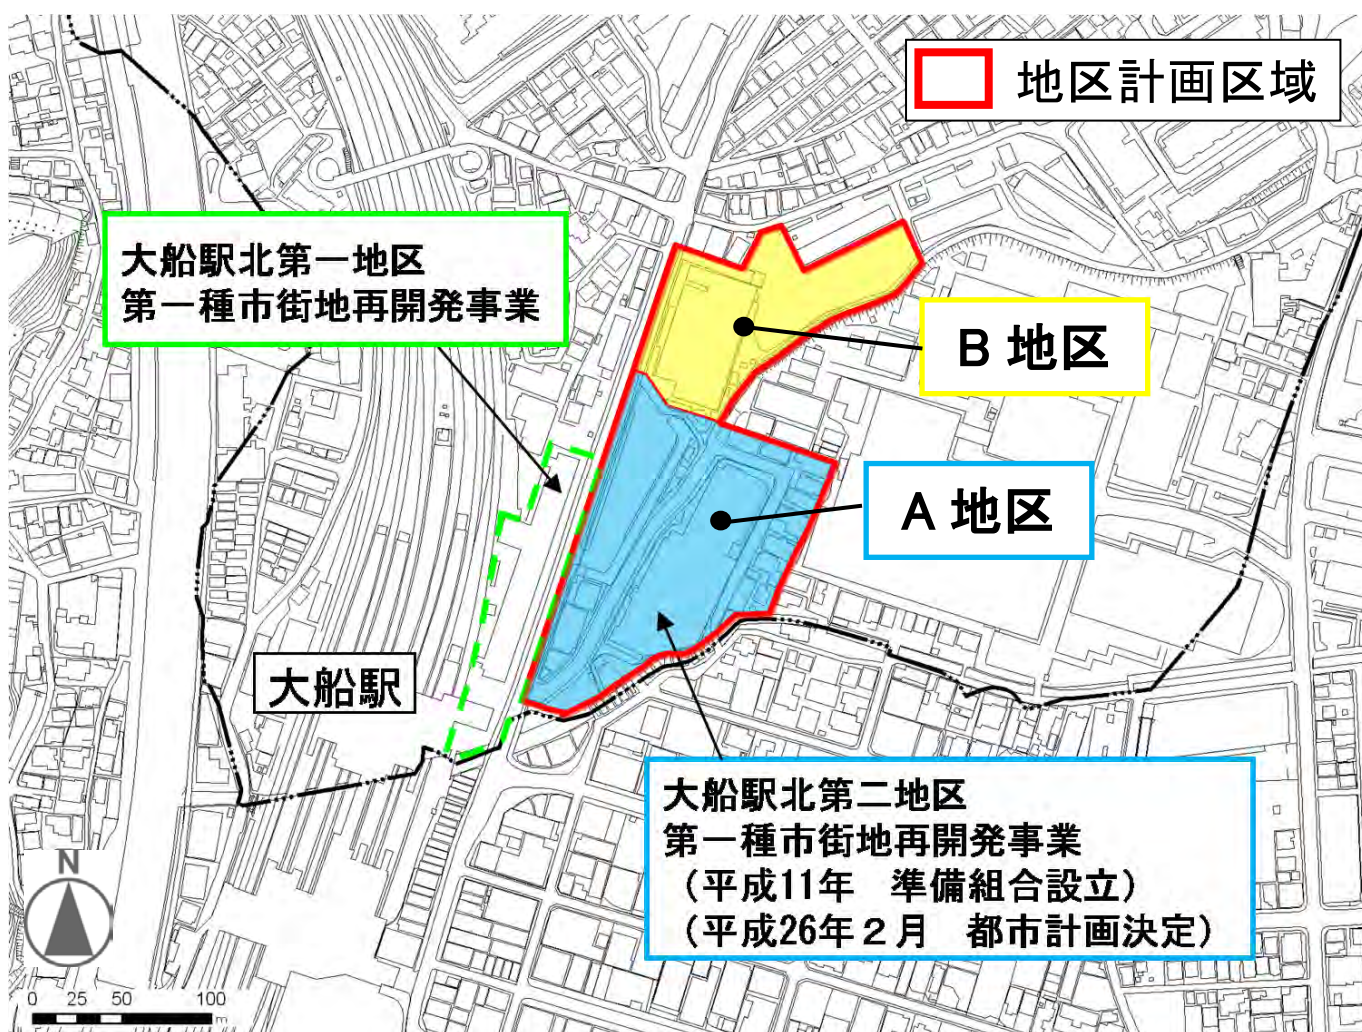 地区計画区域
大船駅北第一地区
第一種市街地再開発事業
B 地区
A 地区
大船駅
大船駅北第二地区
第一種市街地再開発事業
（平成11年　準備組合設立）
（平成26年２月　都市計画決定）
N
0 25 50 100
m